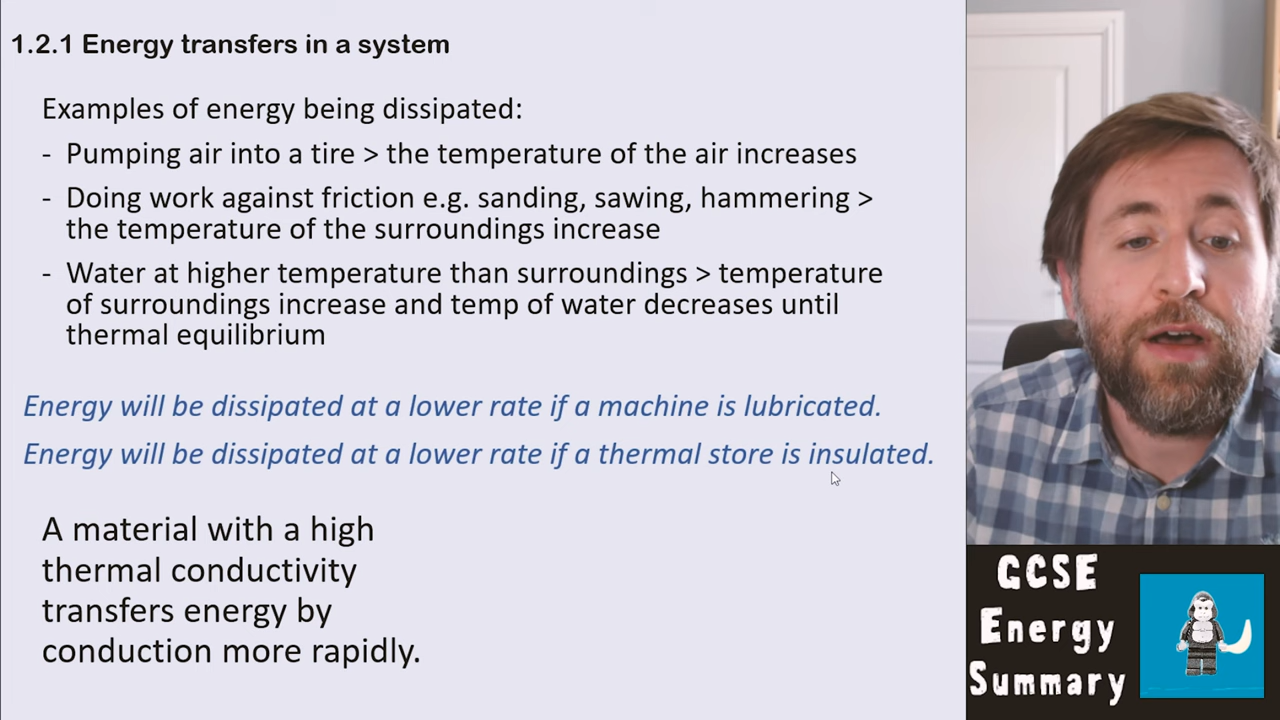 1.2.1 Energy transfers in a system
Examples of energy being dissipated:
- Pumping air into a tire > the temperature of the air increases
- Doing work against friction e.g. sanding, sawing, hammering >
the temperature of the surroundings increase
- Water at higher temperature than surroundings > temperature
of surroundings increase and temp of water decreases until
thermal equilibrium
Energy will be dissipated at a lower rate if a machine is lubricated.
Energy will be dissipated at a lower rate if a thermal store is insulated.
A material with a high
thermal conductivity
transfers energy by
conduction more rapidly.
GCSE
Energy
Summary